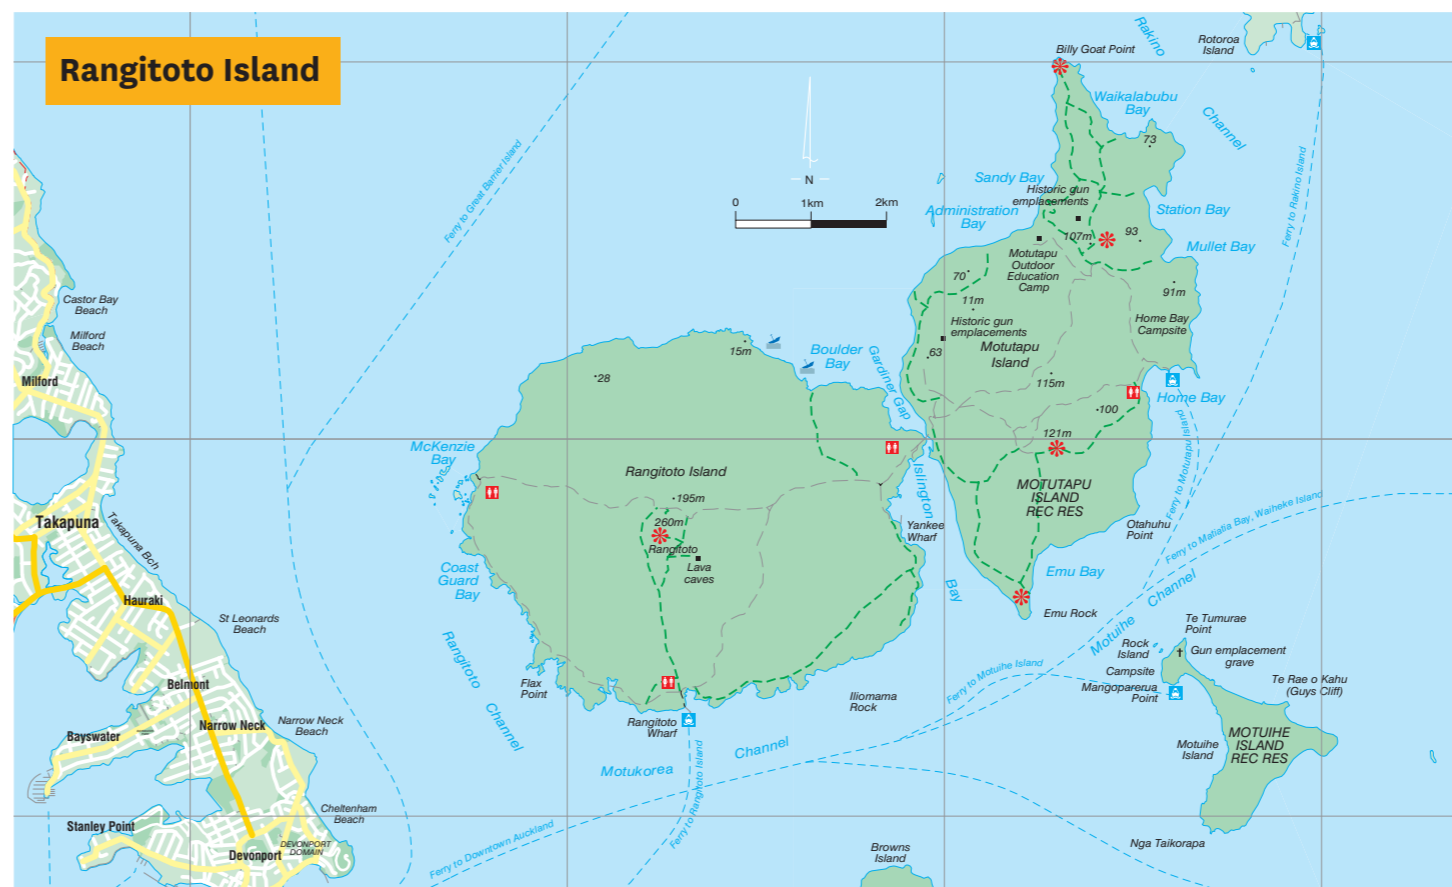 Rangitoto Island
Billy Goat Point
Rakino
Channel
Rotoroa
Island
Waikalabubu
Bay
73
Ferry to Great Barrier Island
N
0
1km
2km
Sandy Bay
Historic gun
emplacements
Administration
Bay
Station Bay
107m
93
Mullet Bay
Motutapu
Outdoor
Education
Camp
Ferry to Rakino Island
70
11m
91m
Historic gun
emplacements
Home Bay
Campsite
Castor Bay
Beach
Milford
Beach
Milford
15m
Boulder
Bay
Gardiner Gap
63
Motutapu
Island
28
115m
100
Home Bay
Ferry to Motutapu Island
121m
McKenzie
Bay
Rangitoto Island
195m
260m
Rangitoto
Lava
caves
Islington
Bay
Yankee
Wharf
MOTUTAPU
ISLAND
REC RES
Otahuhu
Point
Ferry to Matiatia Bay, Waiheke Island
Takapuna
Takapuna Bch
Coast
Guard
Bay
Emu Bay
Emu Rock
Motuihe
Channel
Hauraki
St Leonards
Beach
Te Tumurae
Point
Rock
Island
Gun emplacement
grave
Campsite
Mangoparerua
Point
Te Rae o Kahu
(Guys Cliff)
Ferry to Motuihe Island
Rangitoto
Channel
Flax
Point
Iliomama
Rock
Belmont
Narrow Neck
Narrow Neck
Beach
Bayswater
Rangitoto
Wharf
Motukorea
Channel
Ferry to Rangitoto Island
Motuihe
Island
MOTUIHE
ISLAND
REC RES
Cheltenham
Beach
Stanley Point
Devonport
DEVONPORT
DOMAIN
Ferry to Downtown Auckland
Browns
Island
Nga Taikorapa